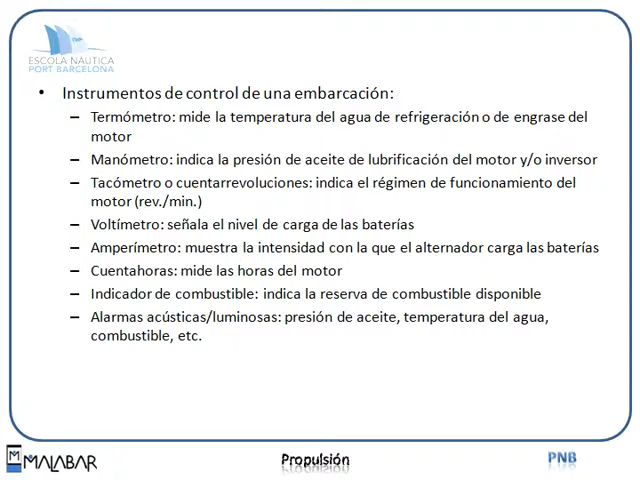 ESCOLA NÀUTICA
PORT BARCELONA
• Instrumentos de control de una embarcación:
– Termómetro: mide la temperatura del agua de refrigeración o de engrase del
motor
– Manómetro: indica la presión de aceite de lubrificación del motor y/o inversor
– Tacómetro o cuentarrevoluciones: indica el régimen de funcionamiento del
motor (rev./min.)
– Voltímetro: señala el nivel de carga de las baterías
– Amperímetro: muestra la intensidad con la que el alternador carga las baterías
– Cuentahoras: mide las horas del motor
– Indicador de combustible: indica la reserva de combustible disponible
– Alarmas acústicas/luminosas: presión de aceite, temperatura del agua,
combustible, etc.
MALABAR
Propulsión
PNB